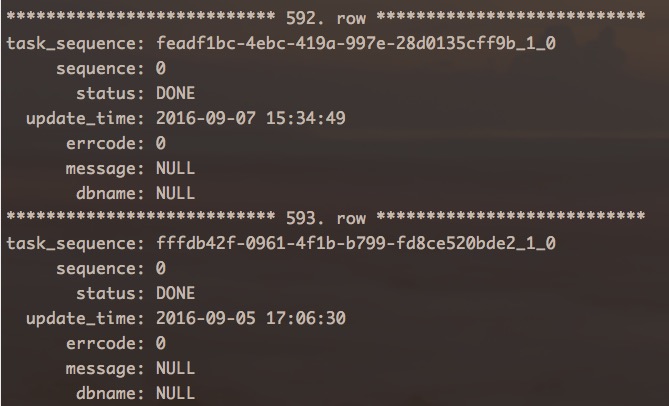 *************************** 592. row ***************************
task_sequence: feadf1bc-4ebc-419a-997e-28d0135cff9b_1_0
sequence: 0
status: DONE
update_time: 2016-09-07 15:34:49
errcode: 0
message: NULL
dbname: NULL
*************************** 593. row ***************************
task_sequence: fffdb42f-0961-4f1b-b799-fd8ce520bde2_1_0
sequence: 0
status: DONE
update_time: 2016-09-05 17:06:30
errcode: 0
message: NULL
dbname: NULL